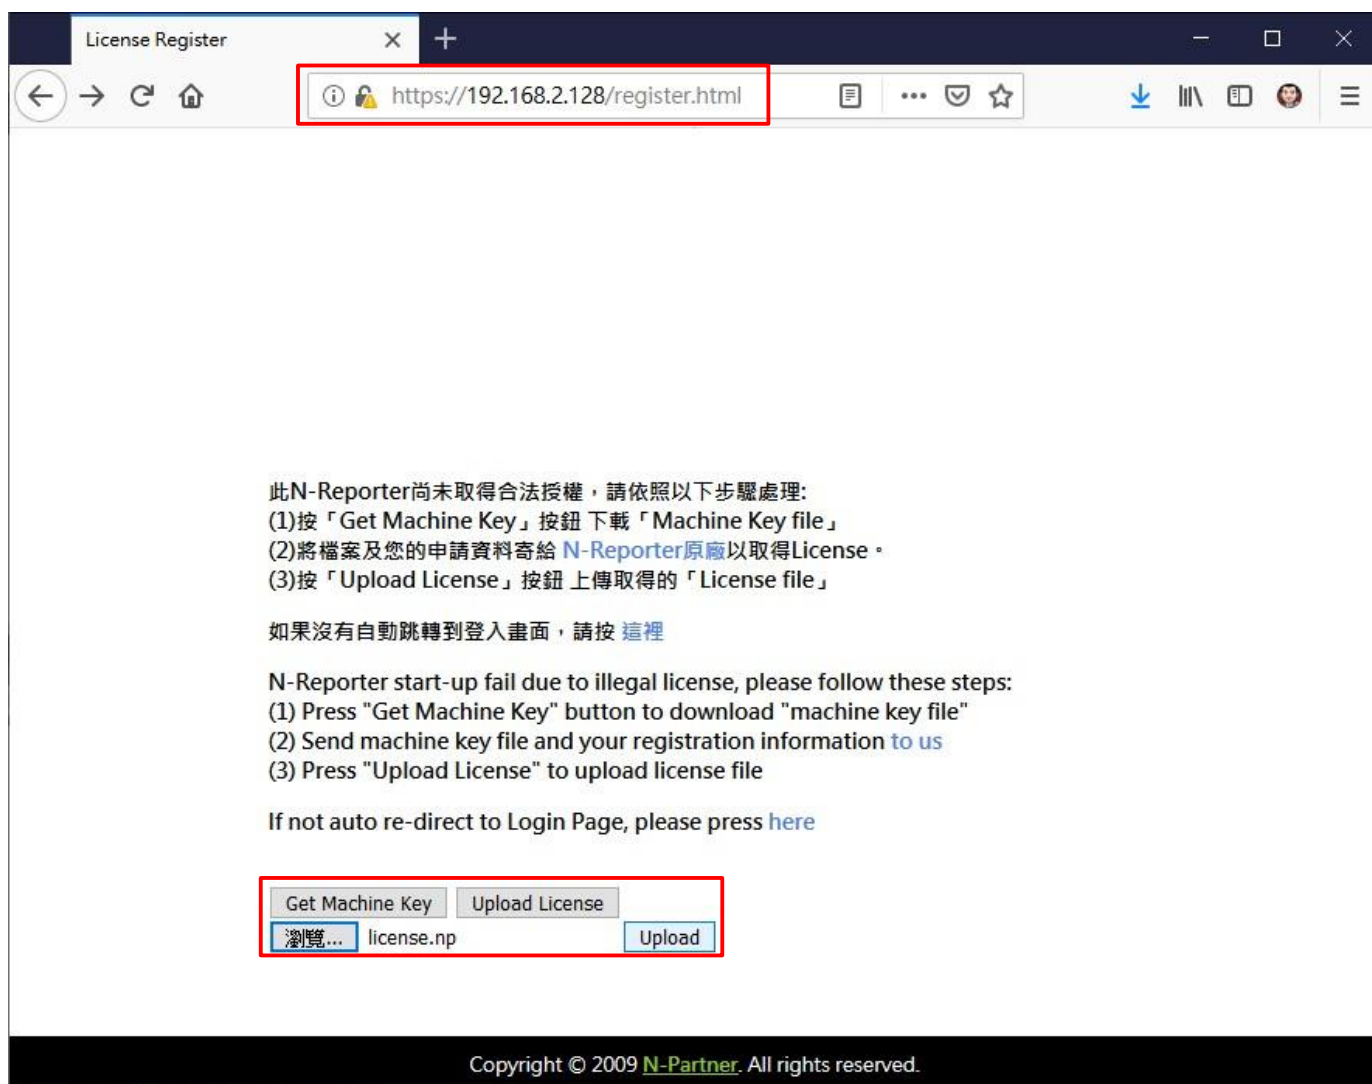 License Register
https://192.168.2.128/register.html
此N-Reporter尚未取得合法授權，請依照以下步驟處理:
(1)按「Get Machine Key」按鈕 下載「Machine Key file」
(2)將檔案及您的申請資料寄給 N-Reporter原廠以取得License。
(3)按「Upload License」按鈕 上傳取得的「License file」
如果沒有自動跳轉到登入畫面，請按 這裡
N-Reporter start-up fail due to illegal license, please follow these steps:
(1) Press "Get Machine Key" button to download "machine key file"
(2) Send machine key file and your registration information to us
(3) Press "Upload License" to upload license file
If not auto re-direct to Login Page, please press here
Get Machine Key Upload License
瀏覽... license.np Upload
Copyright © 2009 N-Partner. All rights reserved.